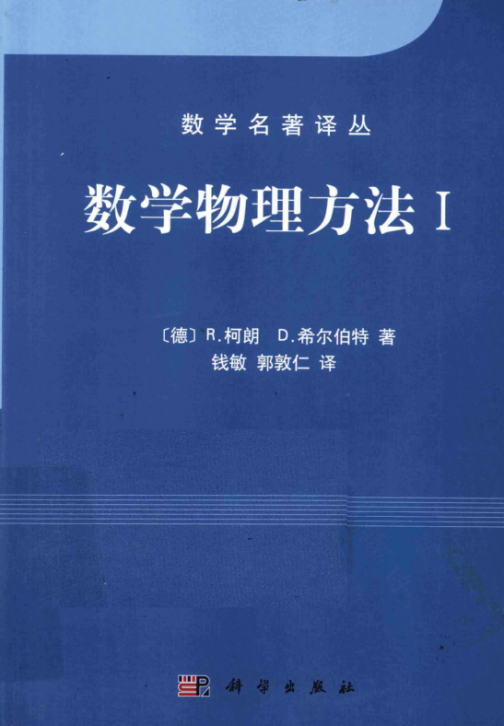 数学名著译丛
数学物理方法 I
〔德〕R.柯朗 D.希尔伯特 著
钱敏 郭敦仁 译
科学出版社